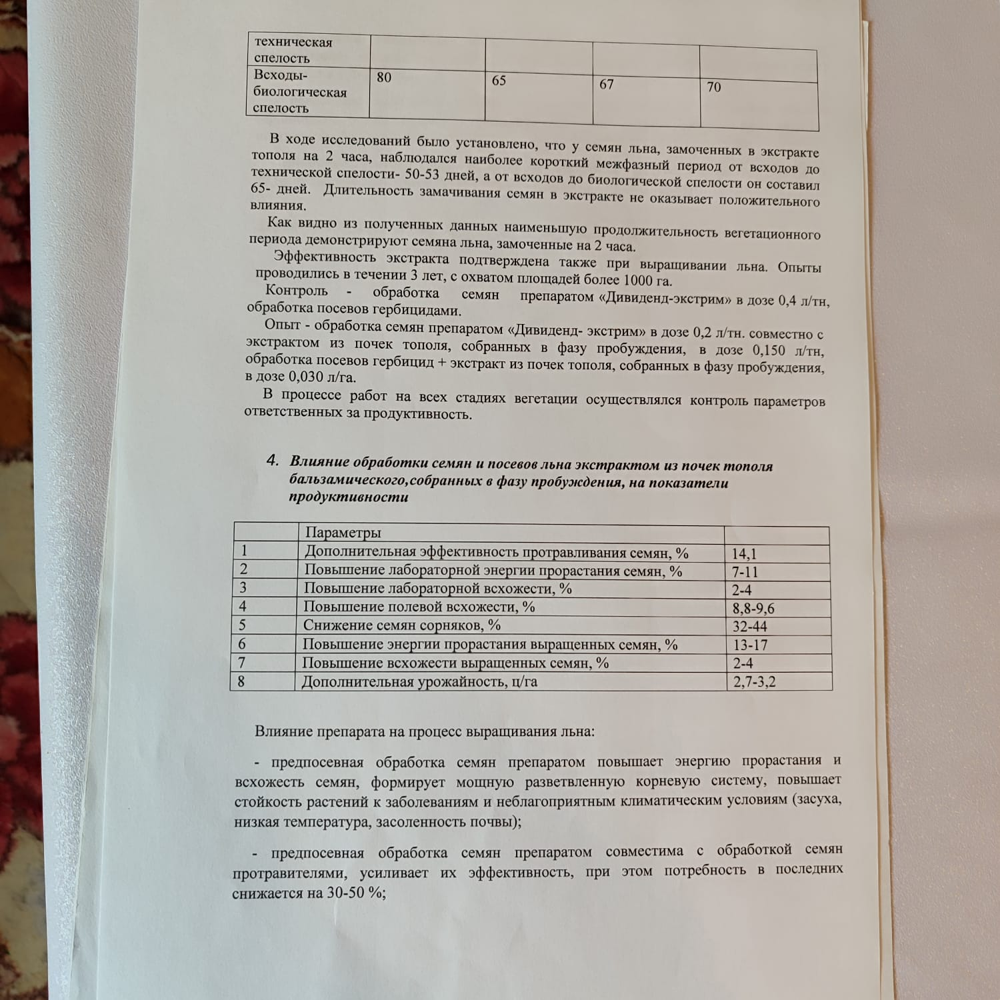 техническая
спелость
Всходы-
биологическая
спелость
80
65
67
70
В ходе исследований было установлено, что у семян льна, замоченных в экстракте
тополя на 2 часа, наблюдался наиболее короткий межфазный период от всходов до
технической спелости- 50-53 дней, а от всходов до биологической спелости он составил
65- дней. Длительность замачивания семян в экстракте не оказывает положительного
влияния.
Как видно из полученных данных наименьшую продолжительность вегетационного
периода демонстрируют семяна льна, замоченные на 2 часа.
Эффективность экстракта подтверждена также при выращивании льна. Опыты
проводились в течении 3 лет, с охватом площадей более 1000 га.
Контроль - обработка семян препаратом «Дивиденд-экстрим» в дозе 0,4 л/тн,
обработка посевов гербицидами.
Опыт - обработка семян препаратом «Дивиденд- экстрим» в дозе 0,2 л/тн. совместно с
экстрактом из почек тополя, собранных в фазу пробуждения, в дозе 0,150 л/тн,
обработка посевов гербицид + экстракт из почек тополя, собранных в фазу пробуждения,
в дозе 0,030 л/га.
В процессе работ на всех стадиях вегетации осуществлялся контроль параметров
ответственных за продуктивность.
4. Влияние обработки семян и посевов льна экстрактом из почек тополя
бальзамического,собранных в фазу пробуждения, на показатели
продуктивности
Параметры
1 Дополнительная эффективность протравливания семян, % 14,1
2 Повышение лабораторной энергии прорастания семян, % 7-11
3 Повышение лабораторной всхожести, % 2-4
4 Повышение полевой всхожести, % 8,8-9,6
5 Снижение семян сорняков, % 32-44
6 Повышение энергии прорастания выращенных семян, % 13-17
7 Повышение всхожести выращенных семян, % 2-4
8 Дополнительная урожайность, ц/га 2,7-3,2
Влияние препарата на процесс выращивания льна:
- предпосевная обработка семян препаратом повышает энергию прорастания и
всхожесть семян, формирует мощную разветвленную корневую систему, повышает
стойкость растений к заболеваниям и неблагоприятным климатическим условиям (засуха,
низкая температура, засоленность почвы);
- предпосевная обработка семян препаратом совместима с обработкой семян
протравителями, усиливает их эффективность, при этом потребность в последних
снижается на 30-50 %;